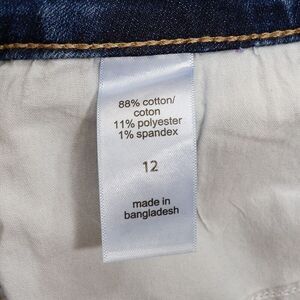 88% cotton/
coton
11% polyester
1% spandex
12
made in
bangladesh